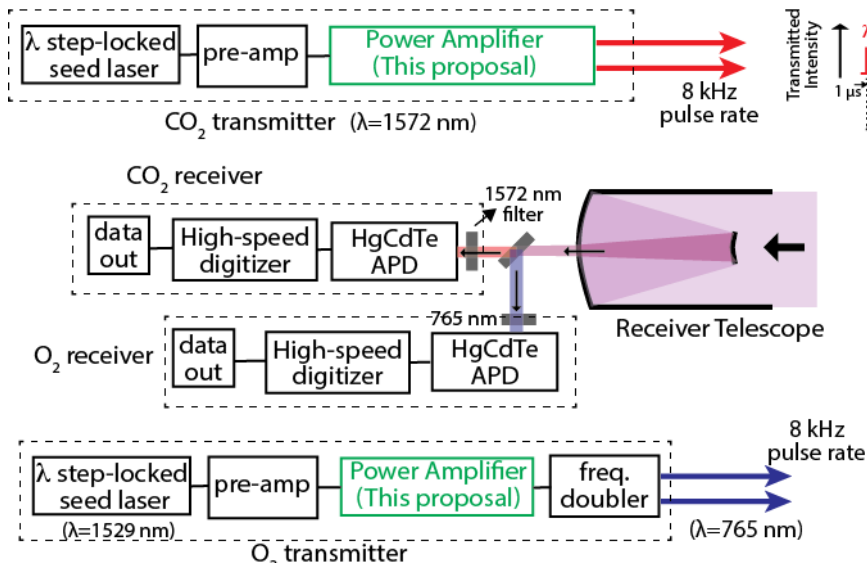 λ step-locked
seed laser
pre-amp
Power Amplifier
(This proposal)
8 kHz
pulse rate
CO₂ transmitter (λ=1572 nm)
Transmitted
Intensity
1 μs
CO₂ receiver
data
out
High-speed
digitizer
HgCdTe
APD
1572 nm
filter
Receiver Telescope
O₂ receiver
data
out
High-speed
digitizer
765 nm
HgCdTe
APD
λ step-locked
seed laser
(λ=1529 nm)
pre-amp
Power Amplifier
(This proposal)
freq.
doubler
8 kHz
pulse rate
(λ=765 nm)
O₂ transmitter